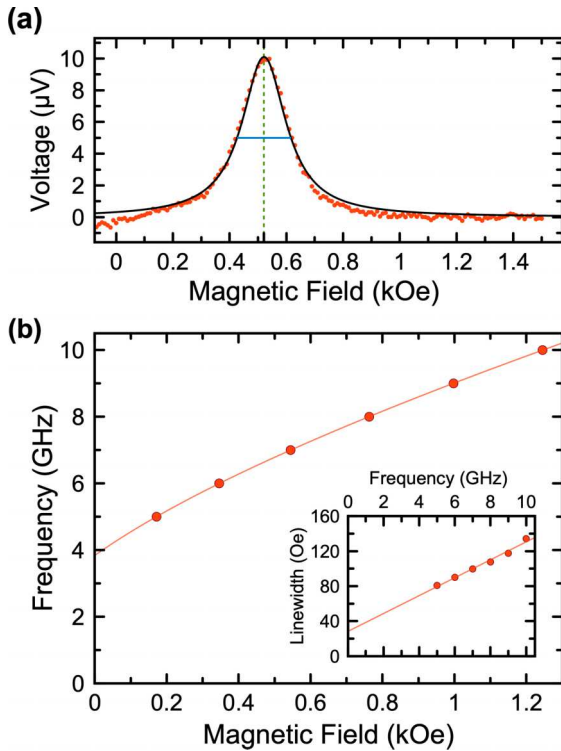 (a)
10
8
6
4
2
0
Voltage (μV)
0 0.2 0.4 0.6 0.8 1 1.2 1.4
Magnetic Field (kOe)
(b)
10
8
6
4
2
0
Frequency (GHz)
Frequency (GHz)
0 2 4 6 8 10
160
120
80
40
0
Linewidth (Oe)
0 0.2 0.4 0.6 0.8 1 1.2
Magnetic Field (kOe)